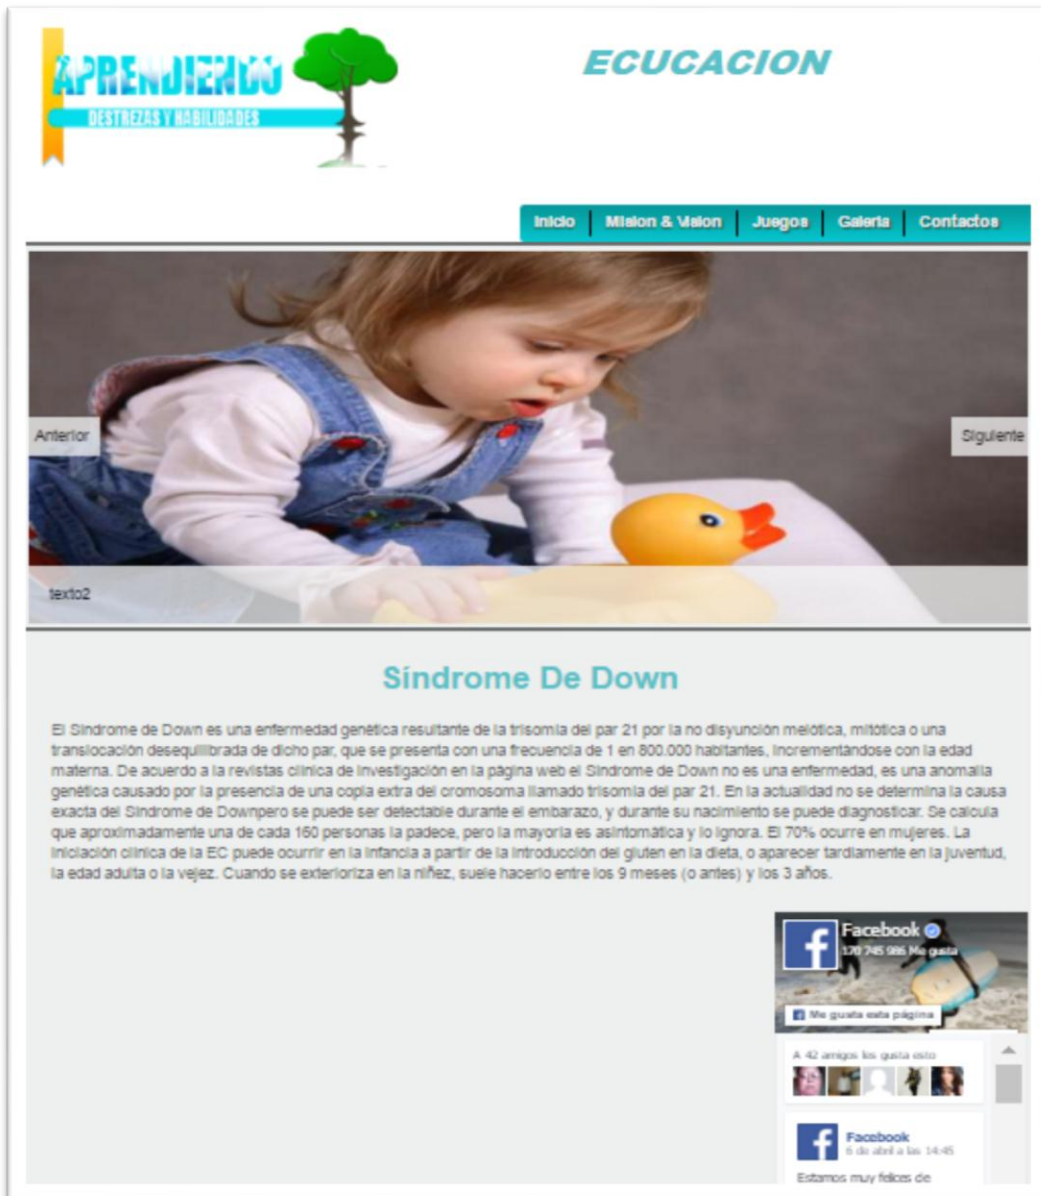 APRENDIENDO
DESTREZAS Y HABILIDADES
ECUCACION
Inicio
Mision & Vision
Juegos
Galeria
Contactos
Anterior
Siguiente
texto2
Síndrome De Down
El Sindrome de Down es una enfermedad genética resultante de la trisomia del par 21 por la no disyunción meiótica, mitótica o una
translocación desequilibrada de dicho par, que se presenta con una frecuencia de 1 en 800.000 habitantes, incrementándose con la edad
materna. De acuerdo a la revistas clinica de investigación en la página web el Sindrome de Down no es una enfermedad, es una anomalia
genética causado por la presencia de una copia extra del cromosoma llamado trisomia del par 21. En la actualidad no se determina la causa
exacta del Sindrome de Downpero se puede ser detectable durante el embarazo, y durante su nacimiento se puede diagnosticar. Se calcula
que aproximadamente una de cada 160 personas la padece, pero la mayoria es asintomática y lo ignora. El 70% ocurre en mujeres. La
iniciación clinica de la EC puede ocurrir en la infancia a partir de la introducción del gluten en la dieta, o aparecer tardiamente en la juventud,
la edad adulta o la vejez. Cuando se exterioriza en la niñez, suele hacerlo entre los 9 meses (o antes) y los 3 años.
Facebook
170 745 986 Me gusta
Me gusta esta página
A 42 amigos les gusta esto
Facebook
6 de abril a las 14:45
Estamos muy felices de